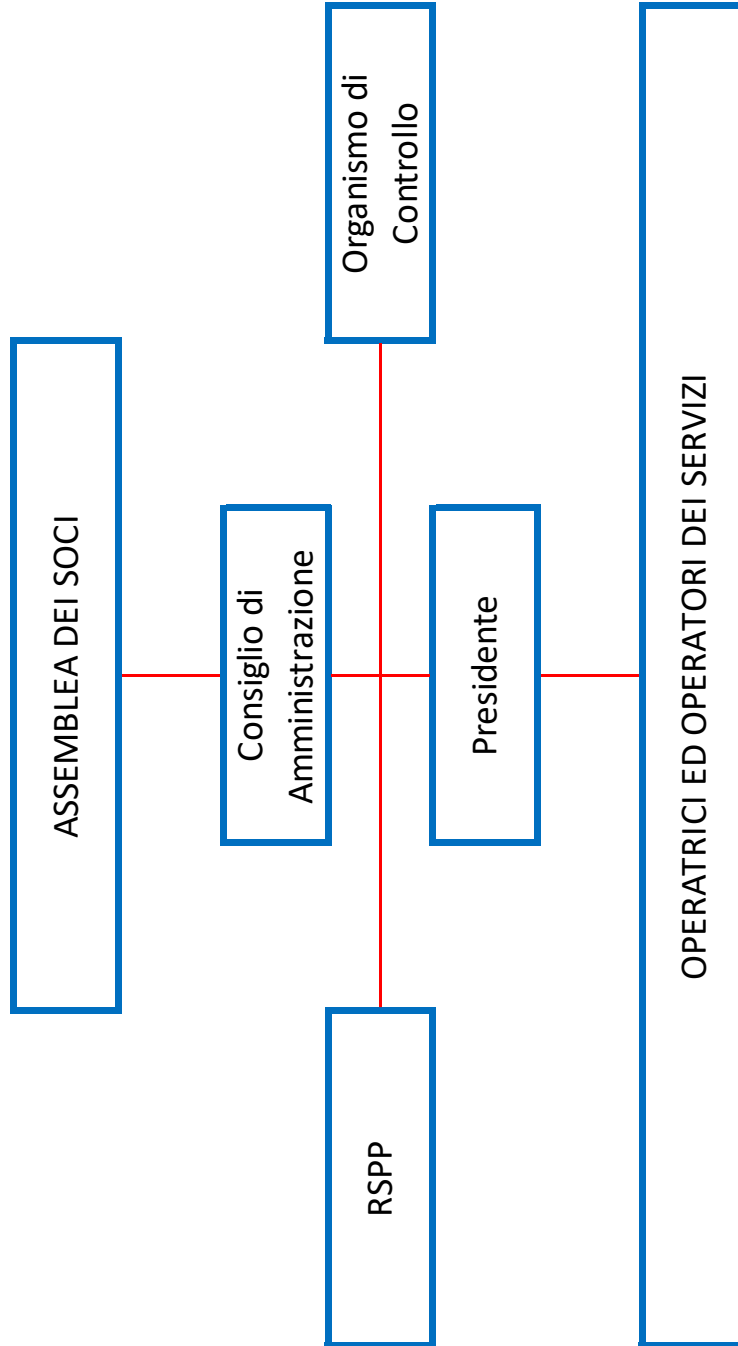 ASSEMBLEA DEI SOCI
Consiglio di
Amministrazione
RSPP
Organismo di
Controllo
Presidente
OPERATRICI ED OPERATORI DEI SERVIZI